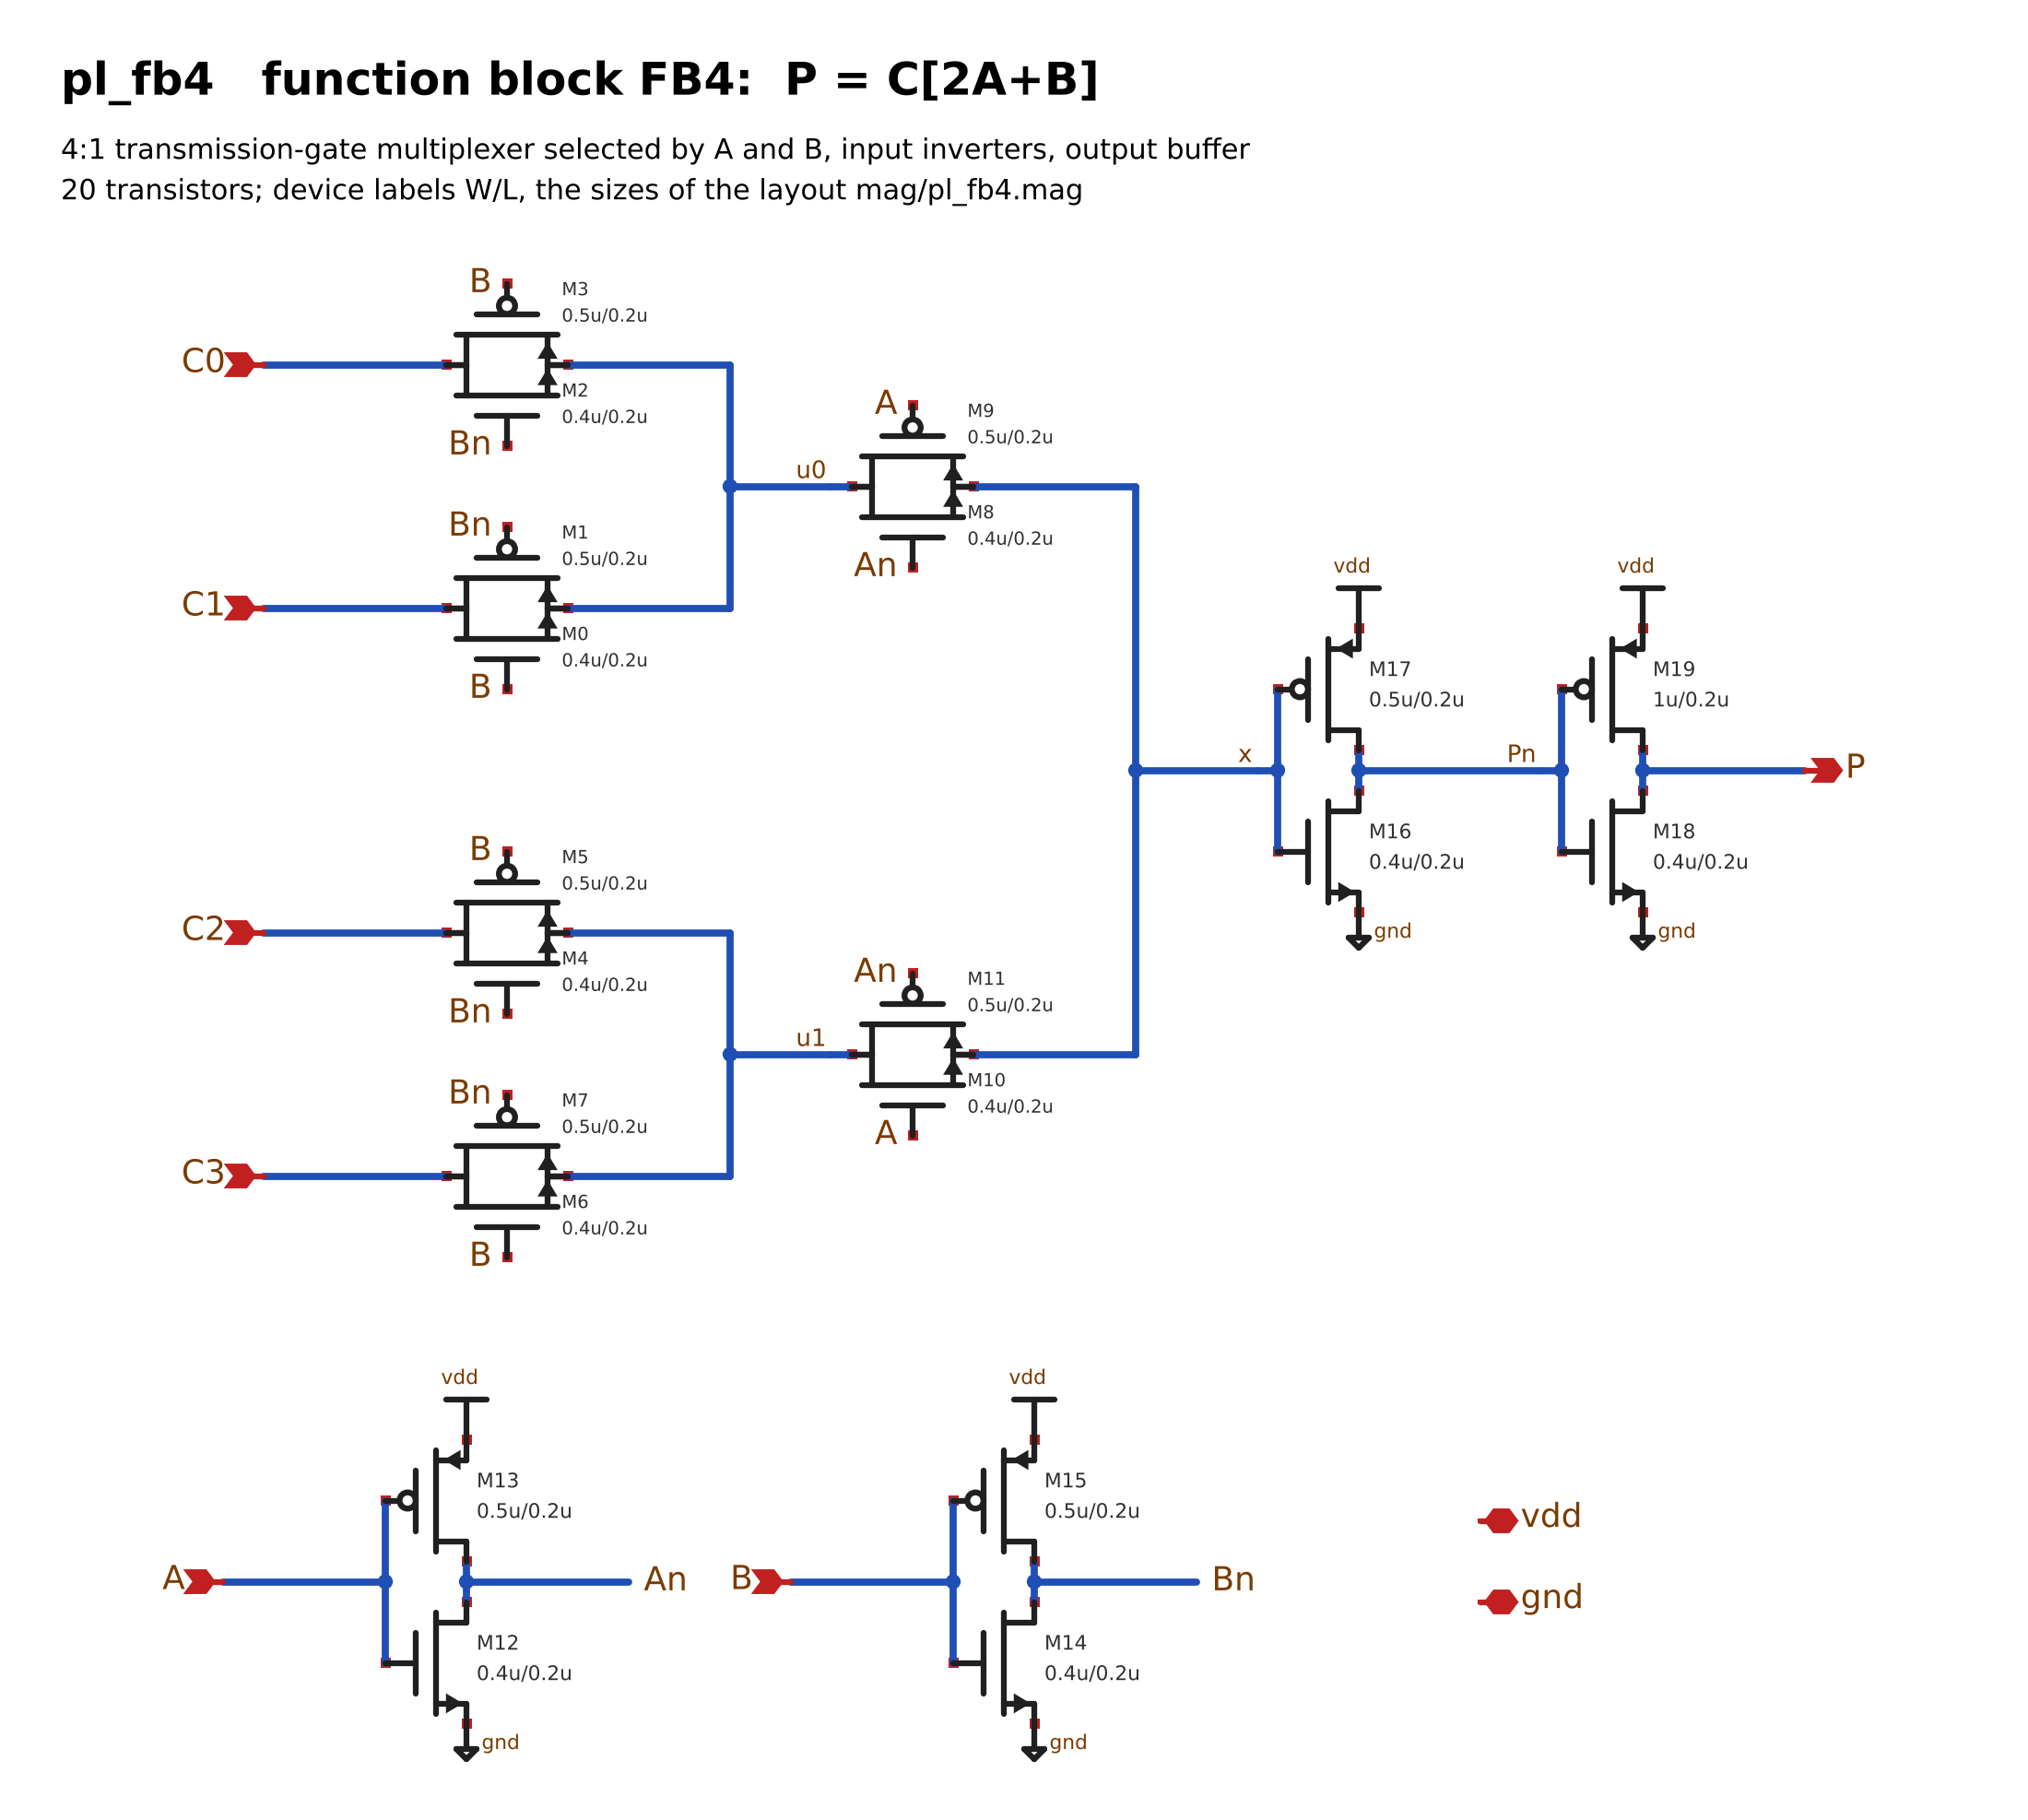 pl_fb4 function block FB4: P = C[2A+B]
4:1 transmission-gate multiplexer selected by A and B, input inverters, output buffer
20 transistors; device labels W/L, the sizes of the layout mag/pl_fb4.mag
B
M3
0.5u/0.2u
C0
M2
0.4u/0.2u
Bn
A
M9
0.5u/0.2u
u0
M8
0.4u/0.2u
An
Bn
M1
0.5u/0.2u
C1
M0
0.4u/0.2u
B
vdd
vdd
M17
0.5u/0.2u
M19
1u/0.2u
x
Pn
P
M16
0.4u/0.2u
M18
0.4u/0.2u
gnd
gnd
B
M5
0.5u/0.2u
C2
M4
0.4u/0.2u
Bn
An
M11
0.5u/0.2u
u1
M10
0.4u/0.2u
A
Bn
M7
0.5u/0.2u
C3
M6
0.4u/0.2u
B
vdd
M13
0.5u/0.2u
A
An
M12
0.4u/0.2u
gnd
vdd
M15
0.5u/0.2u
B
Bn
M14
0.4u/0.2u
gnd
vdd
gnd